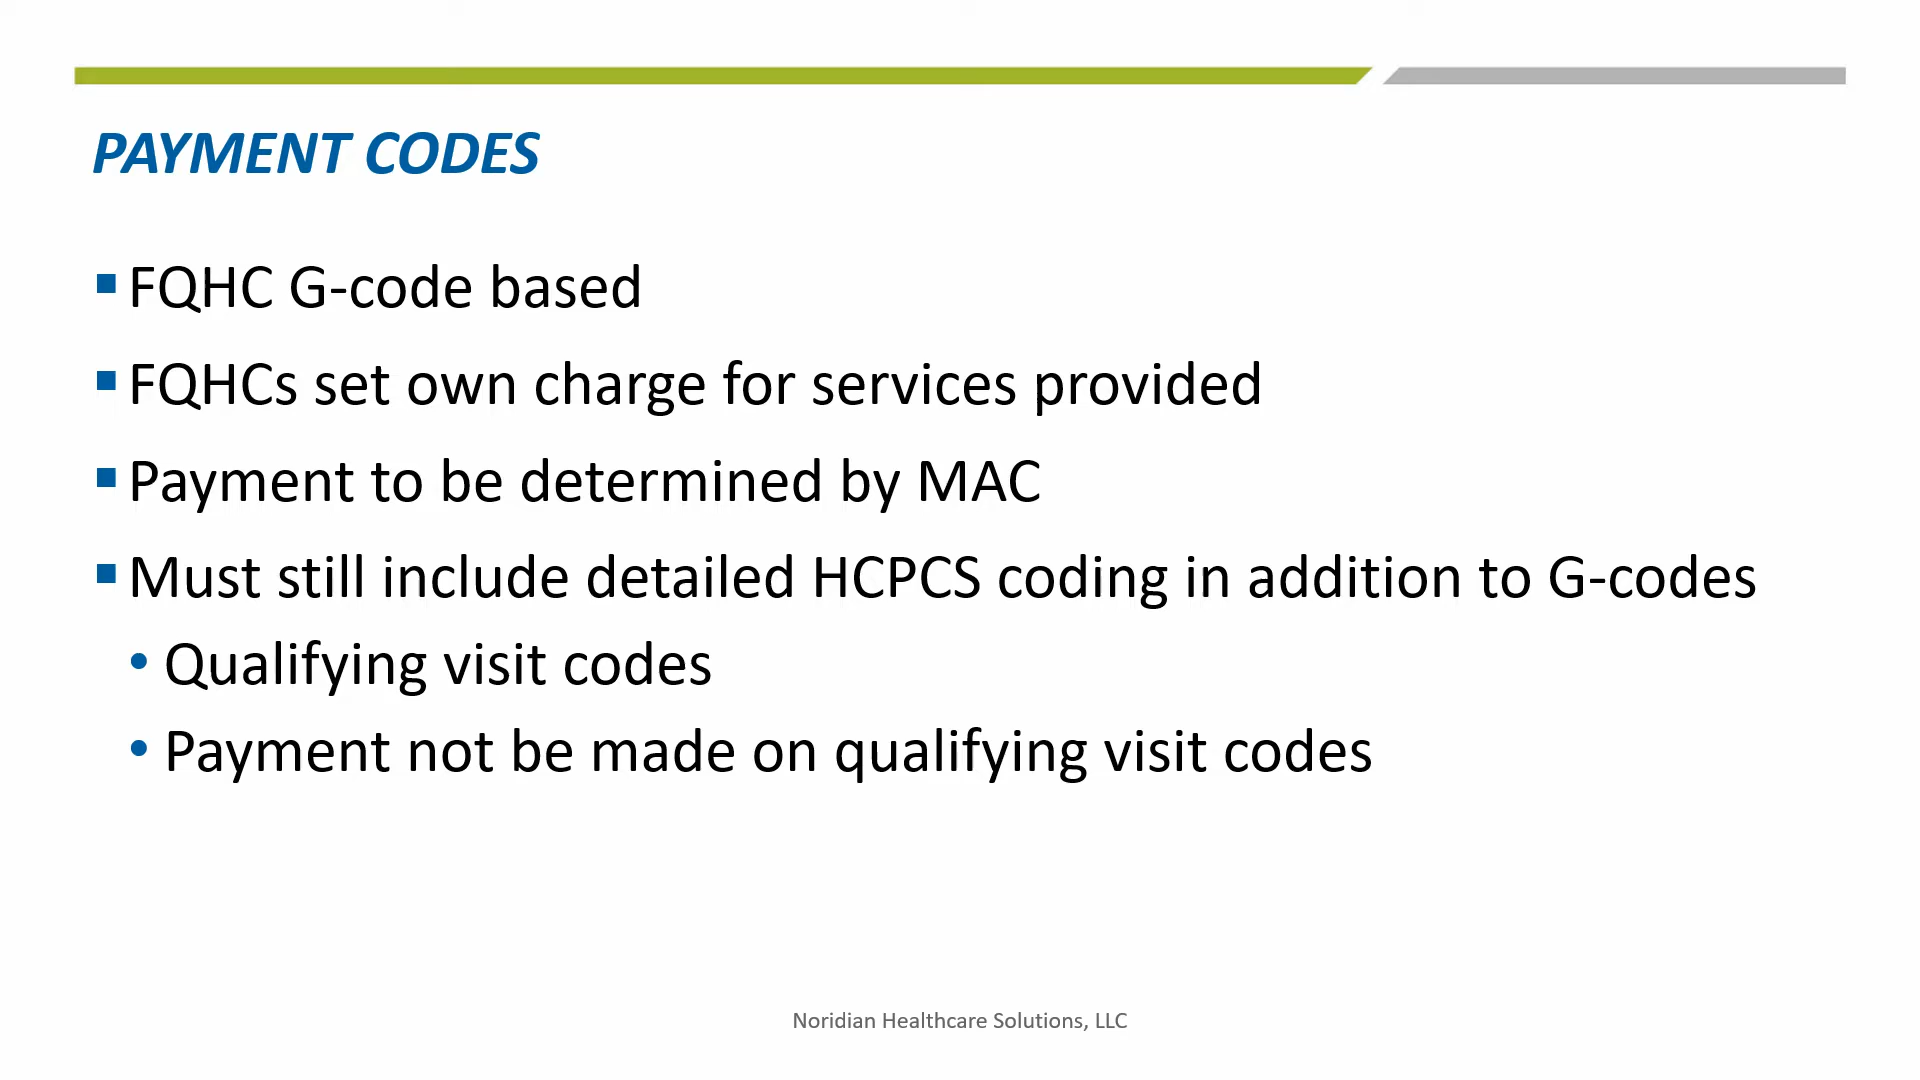 PAYMENT CODES
FQHC G-code based
FQHCs set own charge for services provided
Payment to be determined by MAC
Must still include detailed HCPCS coding in addition to G-codes
Qualifying visit codes
Payment not be made on qualifying visit codes
Noridian Healthcare Solutions, LLC